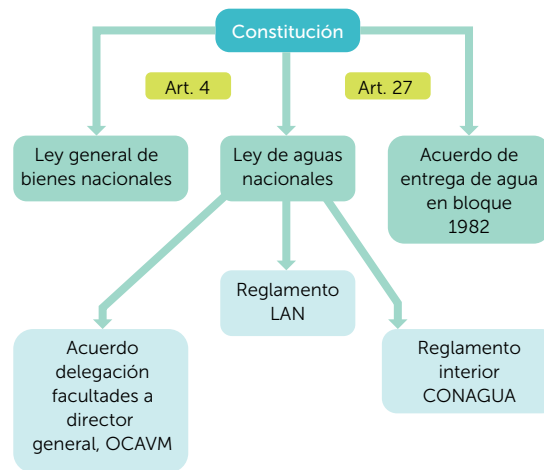 Constitución
Art. 4
Art. 27
Ley general de
bienes nacionales
Ley de aguas
nacionales
Acuerdo de
entrega de agua
en bloque
1982
Reglamento
LAN
Acuerdo
delegación
facultades a
director
general, OCAVM
Reglamento
interior
CONAGUA